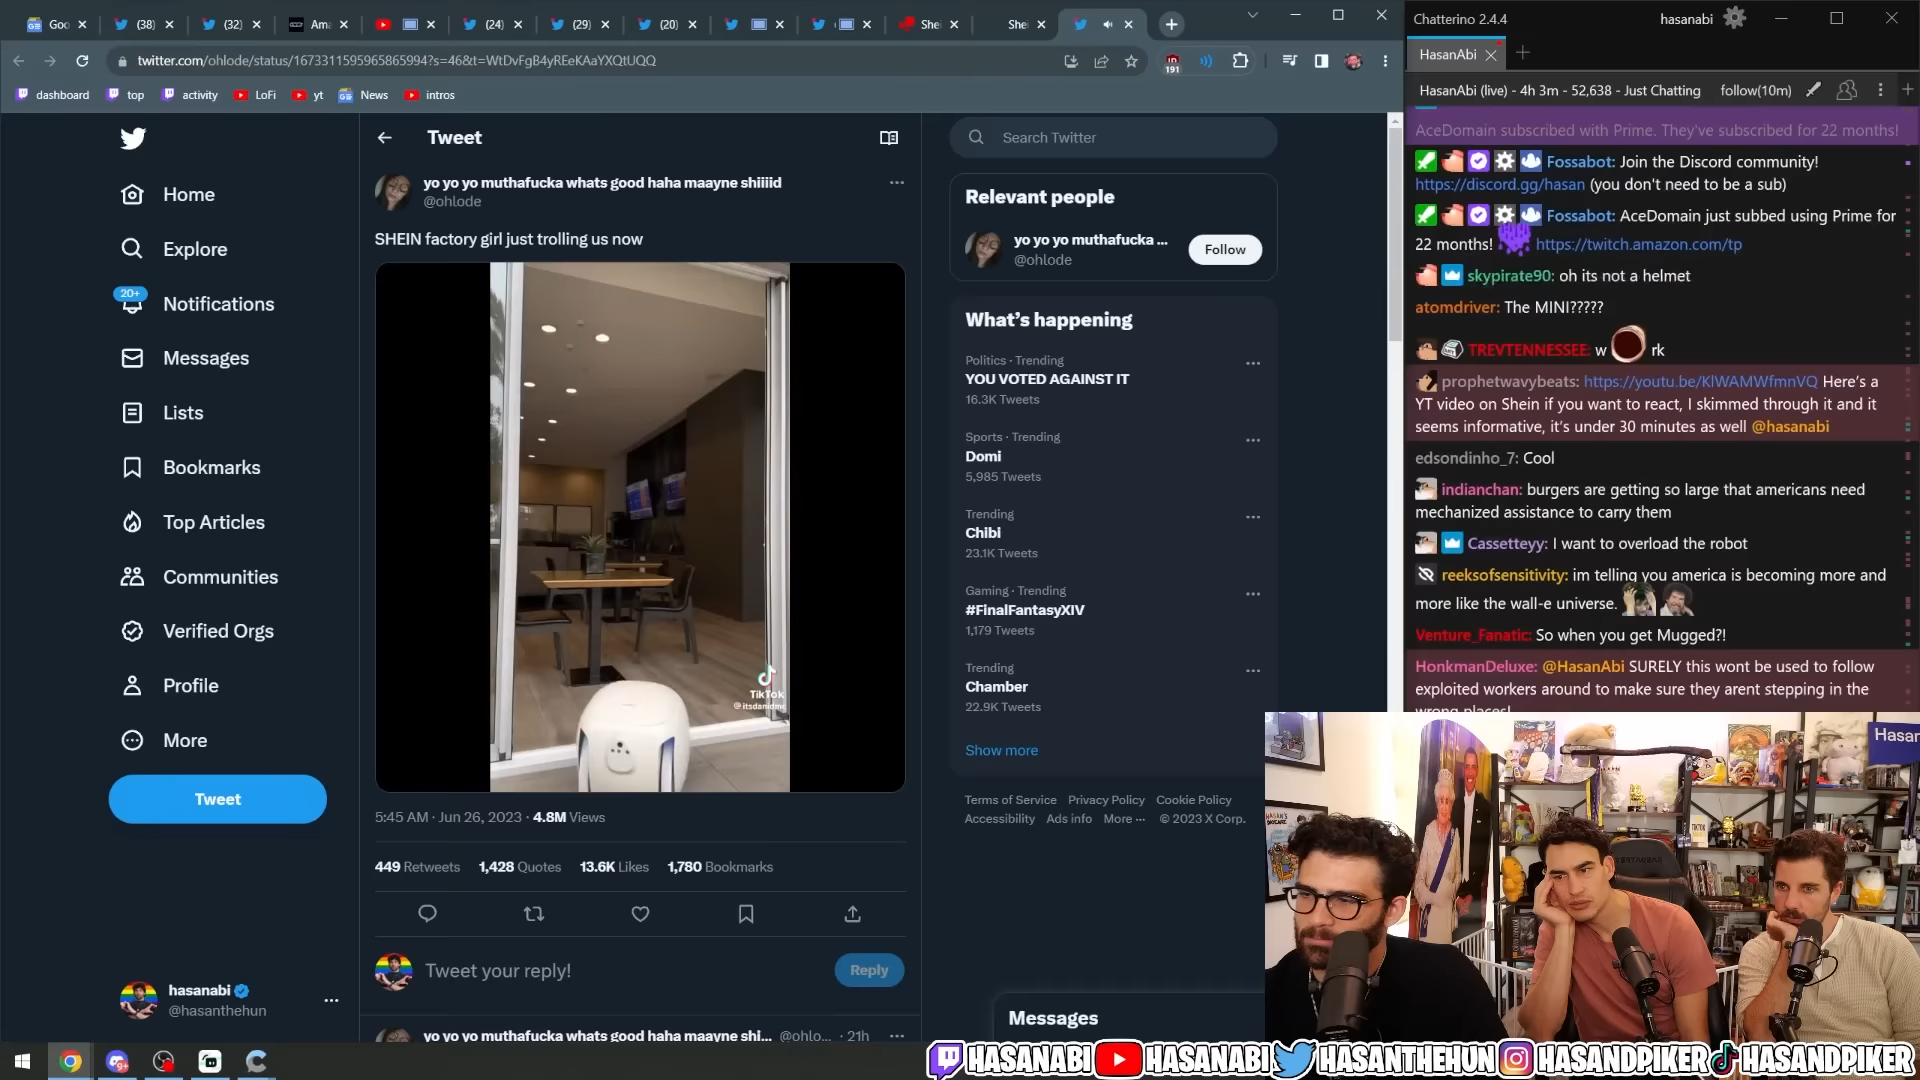 Goo
(38)
(32)
Ama
(24)
(29)
(20)
She
She
twitter.com/ohlode/status/1673311595965865994?s=46&t=WtDvFgB4yREeKAaYXQtUQQ
191
dashboard
top
activity
LoFi
yt
News
intros
Home
Explore
20+
Notifications
Messages
Lists
Bookmarks
Top Articles
Communities
Verified Orgs
Profile
More
Tweet
hasanabi
@hasanthehun
Tweet
yo yo yo muthafucka whats good haha maayne shiiiid
@ohlode
SHEIN factory girl just trolling us now
TikTok
5:45 AM · Jun 26, 2023 · 4.8M Views
449 Retweets 1,428 Quotes 13.6K Likes 1,780 Bookmarks
Tweet your reply!
Reply
yo yo yo muthafucka whats good haha maayne shi... @ohlo... · 21h
Search Twitter
Relevant people
yo yo yo muthafucka ...
@ohlode
Follow
What's happening
Politics · Trending
YOU VOTED AGAINST IT
16.3K Tweets
Sports · Trending
Domi
5,985 Tweets
Trending
Chibi
23.1K Tweets
Gaming · Trending
#FinalFantasyXIV
1,179 Tweets
Trending
Chamber
22.9K Tweets
Show more
Terms of Service Privacy Policy Cookie Policy
Accessibility Ads info More ··· © 2023 X Corp.
Messages
Chatterino 2.4.4
hasanabi
HasanAbi
HasanAbi (live) - 4h 3m - 52,638 - Just Chatting
follow(10m)
AceDomain subscribed with Prime. They've subscribed for 22 months!
Fossabot: Join the Discord community!
https://discord.gg/hasan (you don't need to be a sub)
Fossabot: AceDomain just subbed using Prime for
22 months! https://twitch.amazon.com/tp
skypirate90: oh its not a helmet
atomdriver: The MINI?????
TREVTENNESSEE: w rk
prophetwavybeats: https://youtu.be/KlWAMWfmnVQ Here's a
YT video on Shein if you want to react, I skimmed through it and it
seems informative, it's under 30 minutes as well @hasanabi
edsondinho_7: Cool
indianchan: burgers are getting so large that americans need
mechanized assistance to carry them
Cassetteyy: I want to overload the robot
reeksofsensitivity: im telling you america is becoming more and
more like the wall-e universe.
Venture_Fanatic: So when you get Mugged?!
HonkmanDeluxe: @HasanAbi SURELY this wont be used to follow
exploited workers around to make sure they arent stepping in the
wrong places!
Hasan
HASANABI
HASANABI
HASANTHEHUN
HASANDPIKER
HASANDPIKER